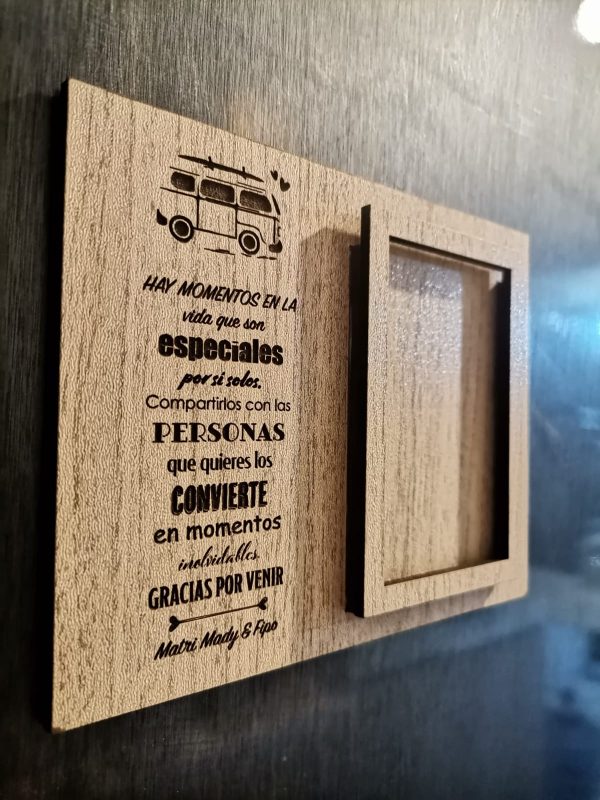 HAY MOMENTOS EN LA
vida que son
especiales
por si solos.
Compartirlos con las
PERSONAS
que quieres los
CONVIERTE
en momentos
inolvidables.
GRACIAS POR VENIR
Matri Mady & Fipo